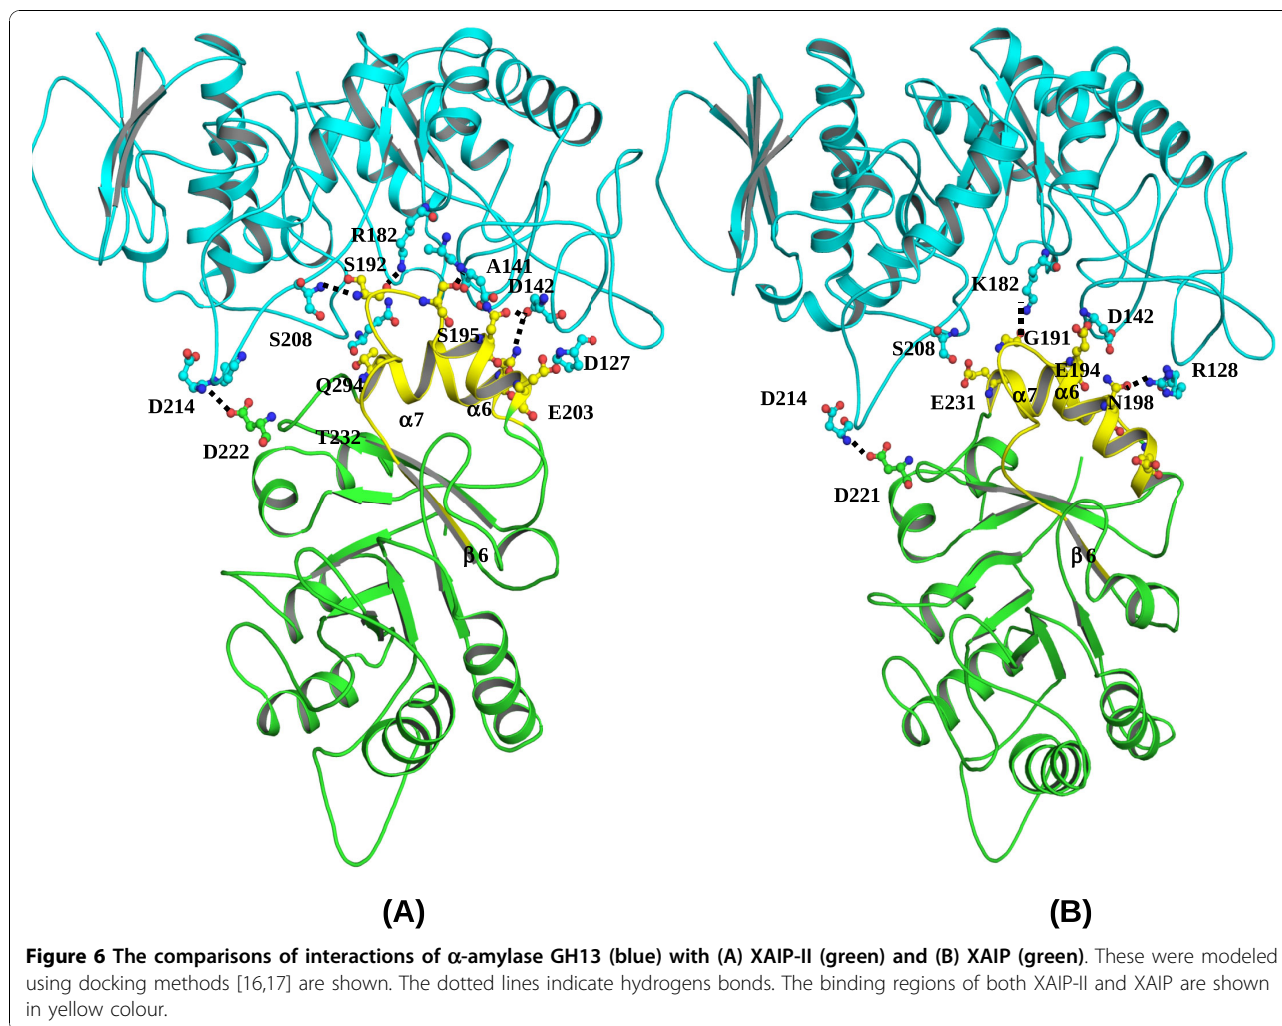 R182
S192
A141
D142
S208
S195
D127
Q294
D214
α7
α6
E203
D222
T232
β6
(A)
K182
D142
S208
G191
E194
R128
E231
α7
α6
N198
D214
D221
β6
(B)
Figure 6 The comparisons of interactions of α-amylase GH13 (blue) with (A) XAIP-II (green) and (B) XAIP (green). These were modeled
using docking methods [16,17] are shown. The dotted lines indicate hydrogens bonds. The binding regions of both XAIP-II and XAIP are shown
in yellow colour.